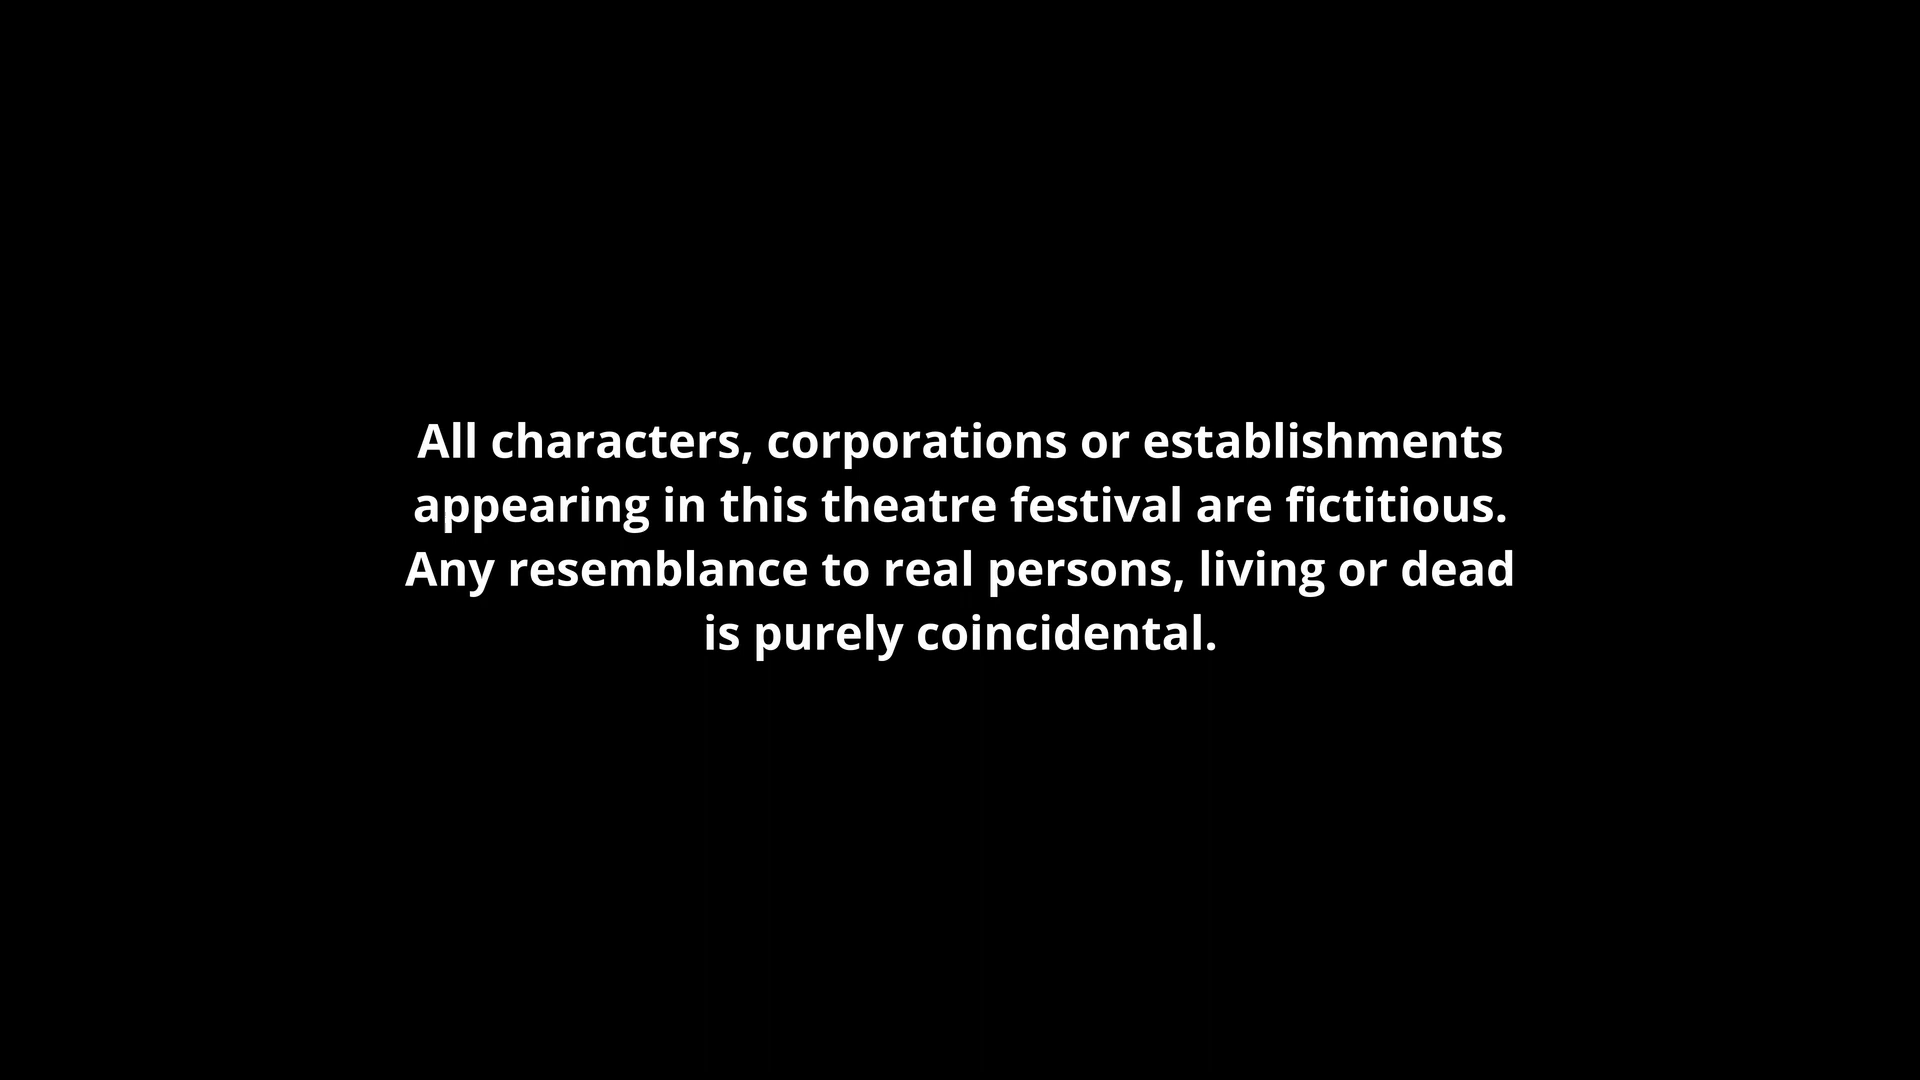 All characters, corporations or establishments
appearing in this theatre festival are fictitious.
Any resemblance to real persons, living or dead
is purely coincidental.